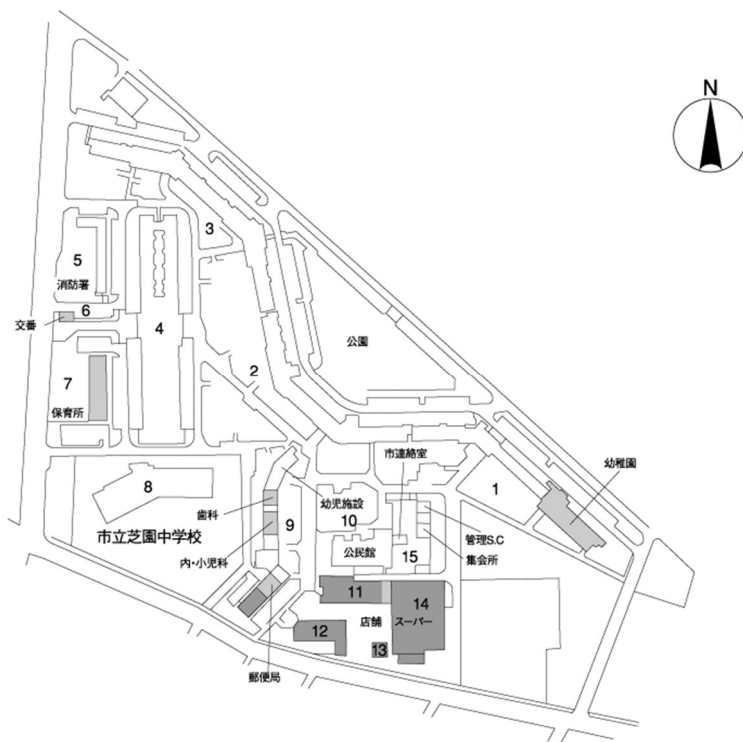 N
3
5
消防署
6
交番
4
公園
7
2
保育所
市連絡室
幼稚園
1
8
幼児施設
歯科
9
10
管理S.C
市立芝園中学校
公民館
15
集会所
内・小児科
11
14
店舗
スーパー
12
13
郵便局